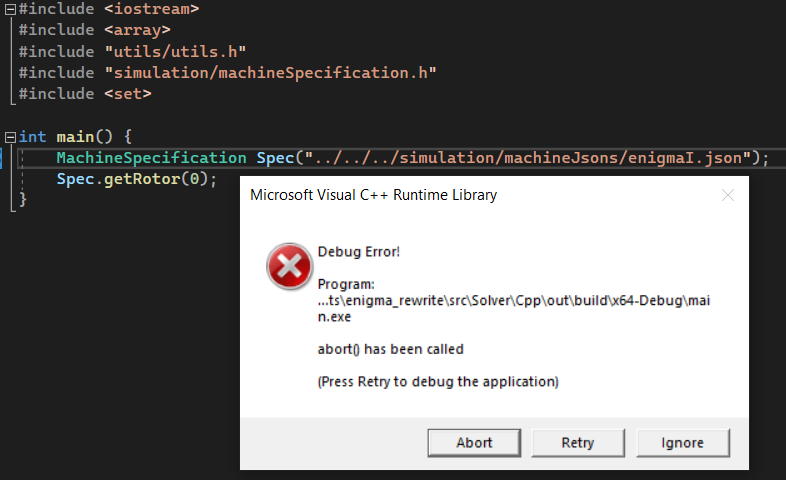 #include <iostream>
#include <array>
#include "utils/utils.h"
#include "simulation/machineSpecification.h"
#include <set>
int main() {
MachineSpecification Spec("../../../simulation/machineJsons/enigmaI.json");
Spec.getRotor(0);
}
Microsoft Visual C++ Runtime Library
Debug Error!
Program:
...ts\enigma_rewrite\src\Solver\Cpp\out\build\x64-Debug\mai
n.exe
abort() has been called
(Press Retry to debug the application)
Abort
Retry
Ignore